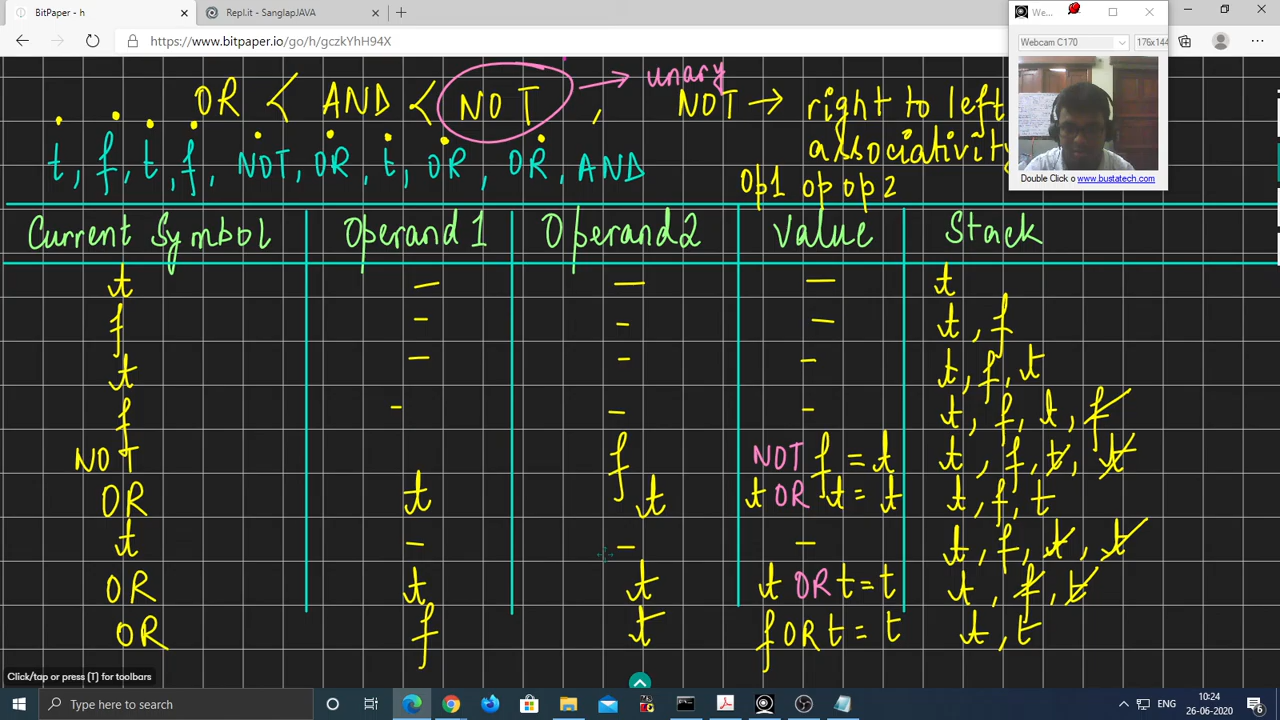 BitPaper - h
Repl.it - SanglapJAVA
We...
https://www.bitpaper.io/go/h/gczkYhH94X
Webcam C170
176x144
OR < AND < NOT → unary , NOT → right to left
associativity
t, f, t, f, NOT, OR, t, OR, OR, AND
Op1 op op2
Double Click o www.bustatech.com
Current Symbol Operand 1 Operand2 Value Stack
t - - - t
f - - - t, f
t - - - t, f, t
f - - - t, f, t, f
NOT f NOT f = t t, f, t, t
OR t t t OR t = t t, f, t
t - - - t, f, t, t
OR t t t OR t = t t, f, t
OR f t f OR t = t t, t
Click/tap or press (T) for toolbars
Type here to search
ENG
10:24
26-06-2020
6